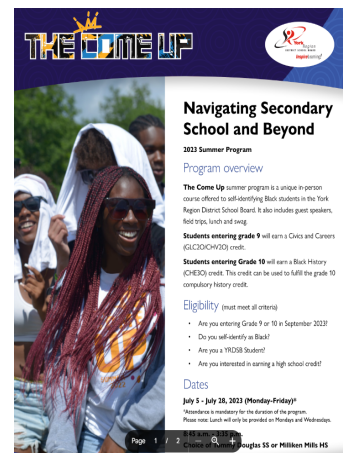 THE COME UP
York Region
DISTRICT SCHOOL BOARD
Navigating Secondary
School and Beyond
2023 Summer Program
Program overview
The Come Up summer program is a unique in-person
course offered to self-identifying Black students in the York
Region District School Board. It also includes guest speakers,
field trips, lunch and swag.
Students entering grade 9 will earn a Civics and Careers
(GLC2O/CHV2O) credit.
Students entering Grade 10 will earn a Black History
(CHE3O) credit. This credit can be used to fulfill the grade 10
compulsory history credit.
Eligibility (must meet all criteria)
• Are you entering Grade 9 or 10 in September 2023?
• Do you self-identify as Black?
• Are you a YRDSB Student?
• Are you interested in earning a high school credit?
Dates
July 5 - July 28, 2023 (Monday-Friday)*
*Attendance is mandatory for the duration of the program.
Please note: Lunch will only be provided on Mondays and Wednesdays.
8:45 a.m. - 3:15 p.m.
Page 1 / 2
Choice of Tommy Douglas SS or Milliken Mills HS